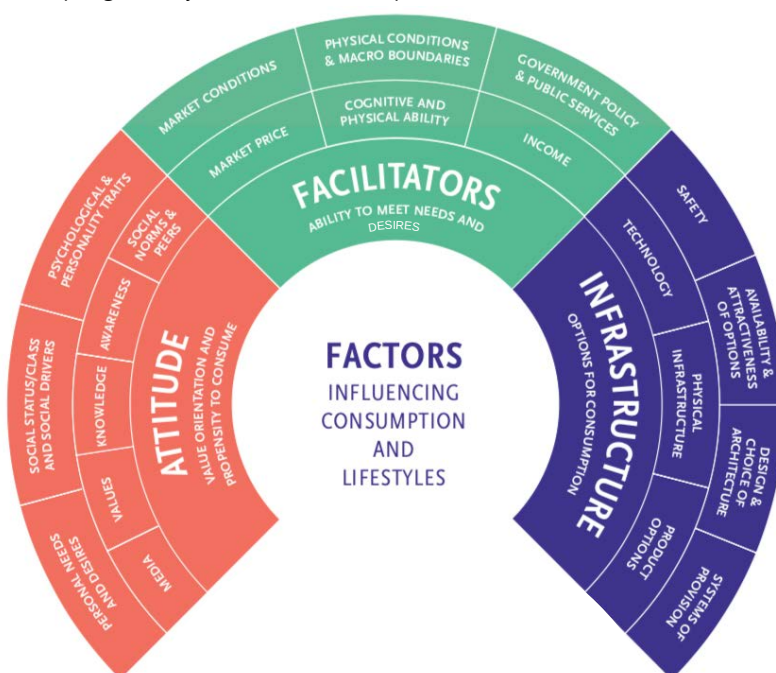 FACTORS
INFLUENCING
CONSUMPTION
AND
LIFESTYLES
ATTITUDE
VALUE ORIENTATION AND
PROPENSITY TO CONSUME
SOCIAL
NORMS &
PEERS
AWARENESS
KNOWLEDGE
VALUES
MEDIA
PSYCHOLOGICAL &
PERSONALITY TRAITS
SOCIAL STATUS/CLASS
AND SOCIAL DRIVERS
PERSONAL NEEDS
AND DESIRES
FACILITATORS
ABILITY TO MEET NEEDS AND
DESIRES
MARKET PRICE
COGNITIVE AND
PHYSICAL ABILITY
INCOME
MARKET CONDITIONS
PHYSICAL CONDITIONS
& MACRO BOUNDARIES
GOVERNMENT POLICY
& PUBLIC SERVICES
INFRASTRUCTURE
OPTIONS FOR CONSUMPTION
TECHNOLOGY
PHYSICAL
INFRASTRUCTURE
PRODUCT
OPTIONS
SAFETY
AVAILABILITY &
ATTRACTIVENESS
OF OPTIONS
DESIGN &
CHOICE OF
ARCHITECTURE
SYSTEMS OF
PROVISION